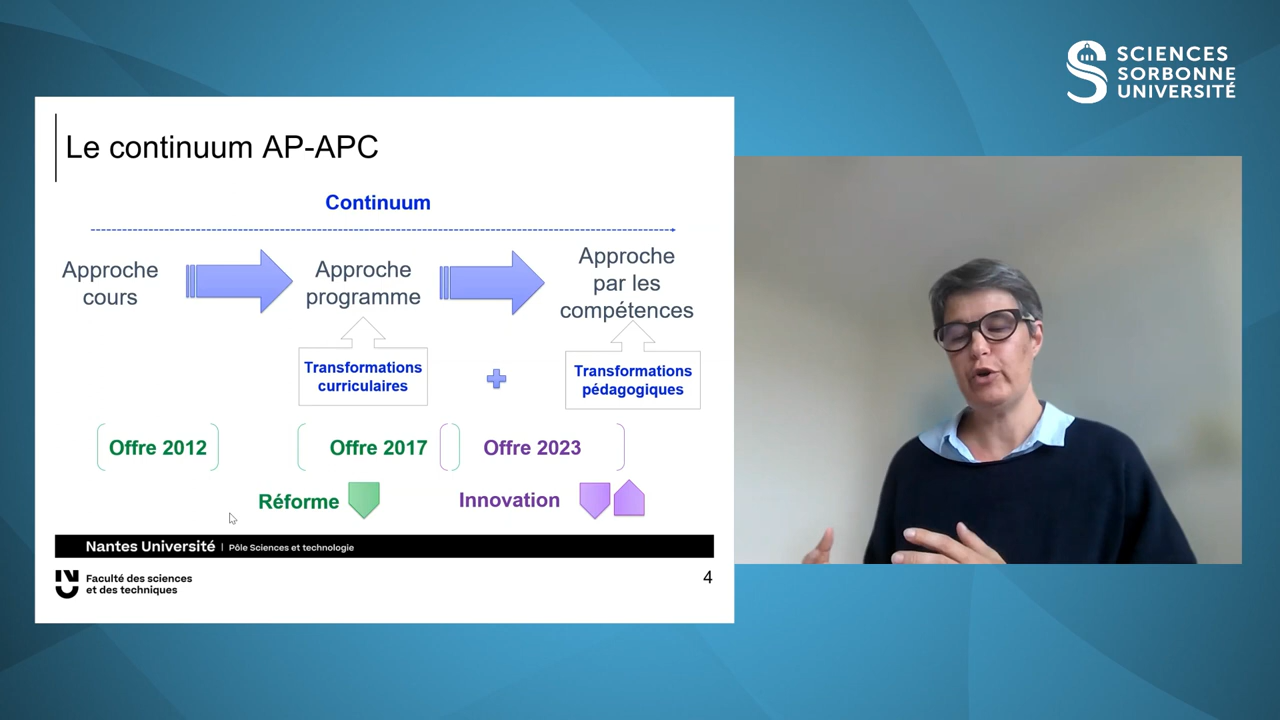 SCIENCES
SORBONNE
UNIVERSITÉ
Le continuum AP-APC
Continuum
Approche
cours
Approche
programme
Approche
par les
compétences
Transformations
curriculaires
Transformations
pédagogiques
Offre 2012
Offre 2017
Offre 2023
Réforme
Innovation
Nantes Université | Pôle Sciences et technologie
Faculté des sciences
et des techniques
4